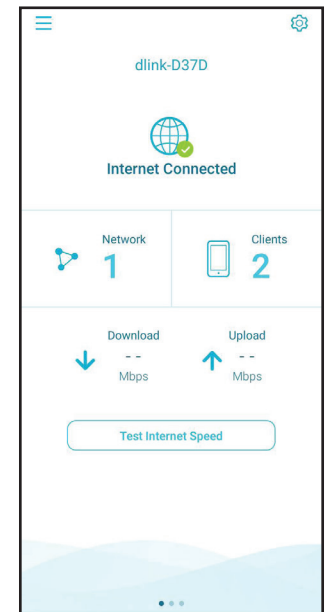 dlink-D37D
Internet Connected
Network
1
Clients
2
Download
- -
Mbps
Upload
- -
Mbps
Test Internet Speed